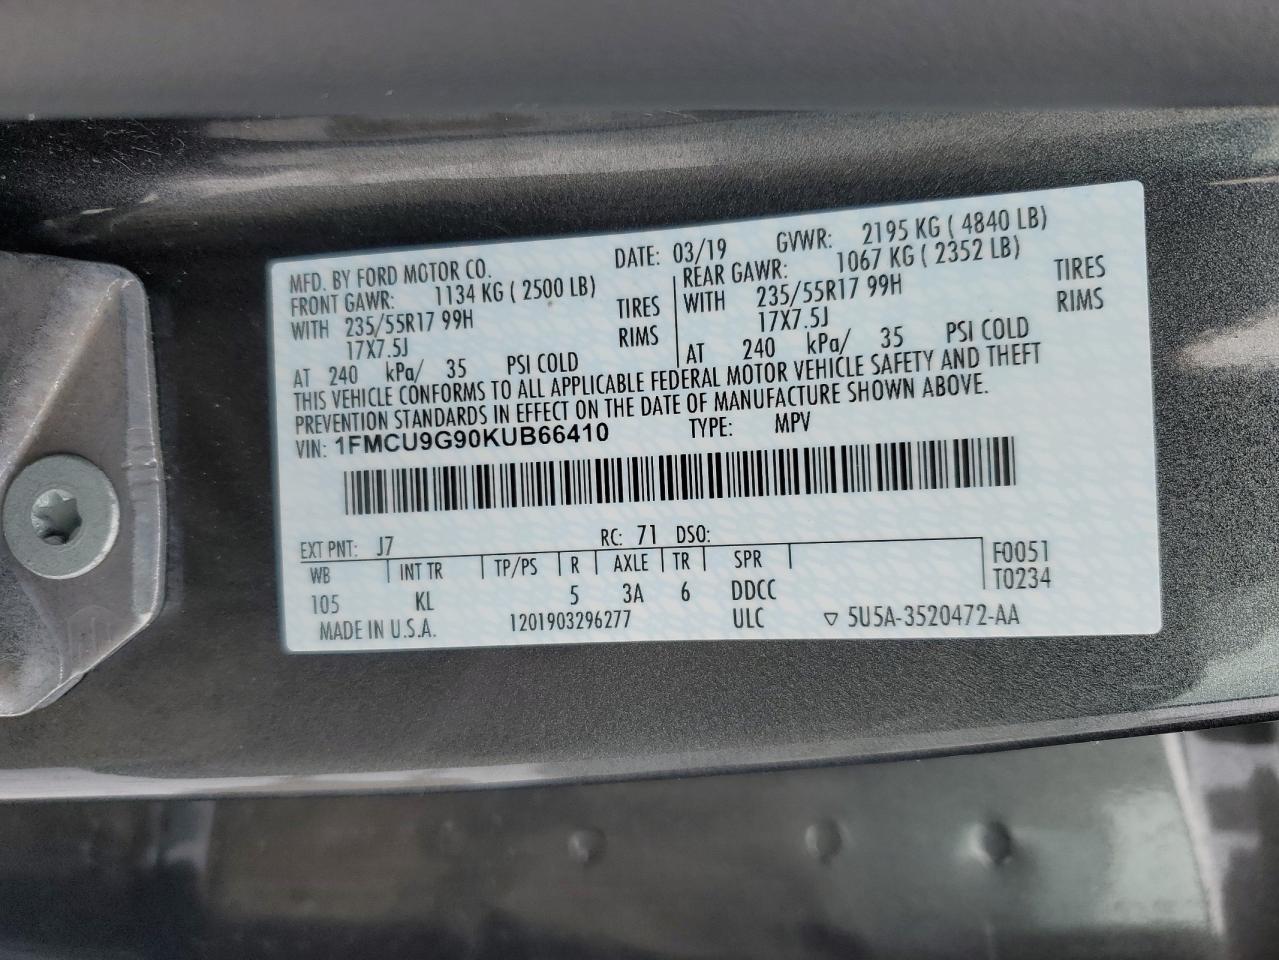 MFD. BY FORD MOTOR CO. DATE: 03/19 GVWR: 2195 KG ( 4840 LB)
FRONT GAWR: 1134 KG ( 2500 LB) REAR GAWR: 1067 KG ( 2352 LB)
WITH 235/55R17 99H TIRES WITH 235/55R17 99H TIRES
17X7.5J RIMS 17X7.5J RIMS
AT 240 kPa/ 35 PSI COLD AT 240 kPa/ 35 PSI COLD
THIS VEHICLE CONFORMS TO ALL APPLICABLE FEDERAL MOTOR VEHICLE SAFETY AND THEFT
PREVENTION STANDARDS IN EFFECT ON THE DATE OF MANUFACTURE SHOWN ABOVE.
VIN: 1FMCU9G90KUB66410 TYPE: MPV
EXT PNT: J7 RC: 71 DSO:
WB INT TR TP/PS R AXLE TR SPR F0051
105 KL 5 3A 6 DDCC T0234
MADE IN U.S.A. 1201903296277 ULC ▽ 5U5A-3520472-AA